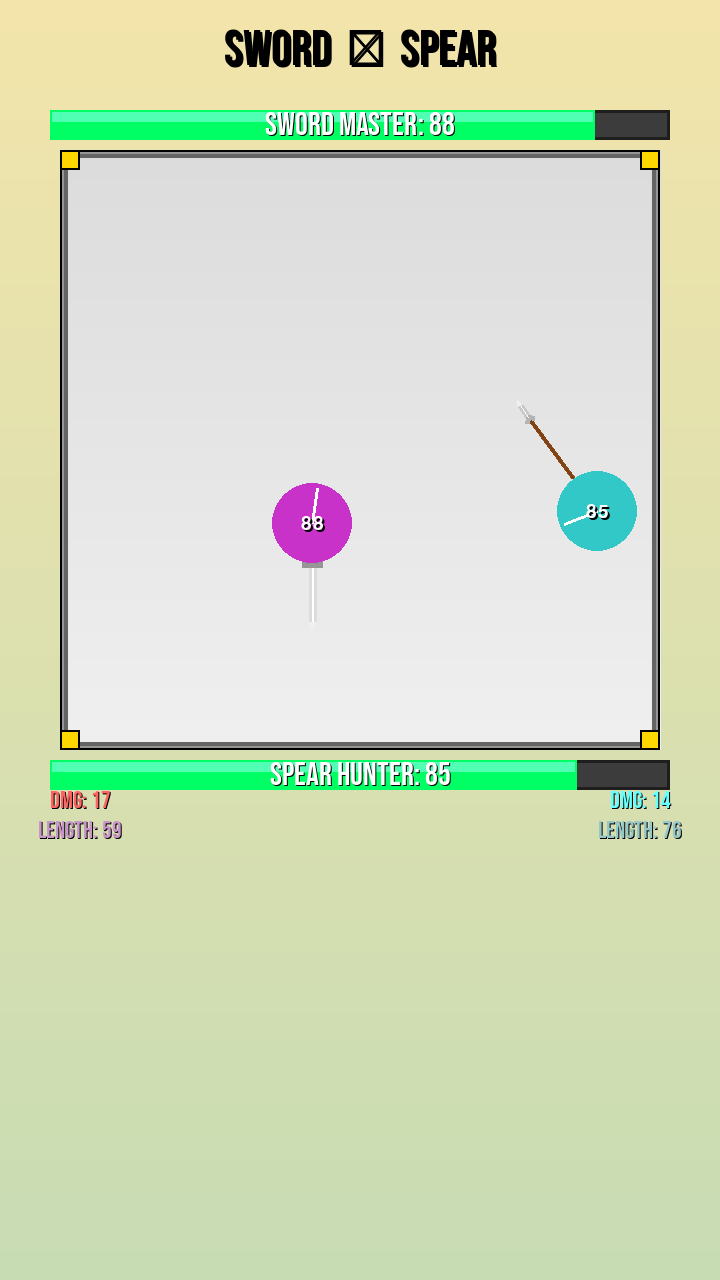 SWORD SPEAR
SWORD MASTER: 88
88
85
SPEAR HUNTER: 85
DMG: 17
DMG: 14
LENGTH: 59
LENGTH: 76